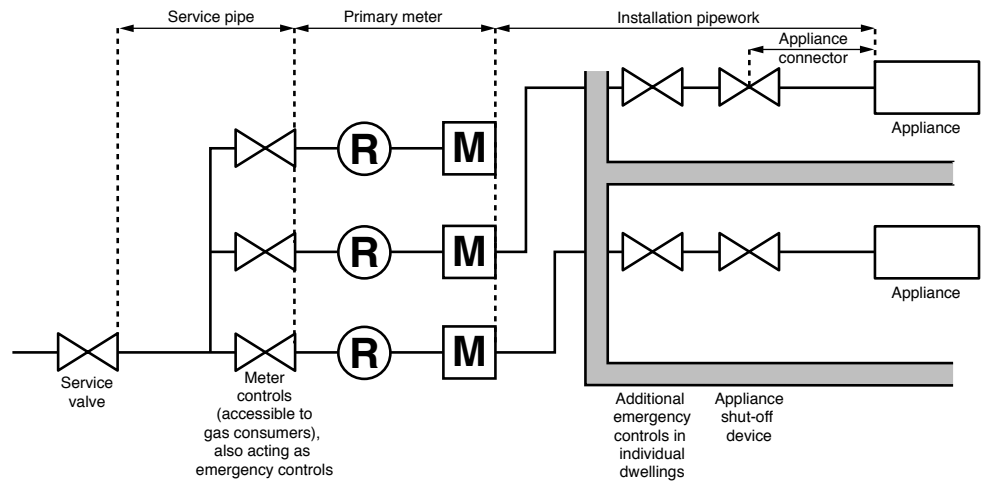 Service pipe
Primary meter
Installation pipework
Appliance
connector
Appliance
R
M
R
M
Appliance
R
M
Service
valve
Meter
controls
(accessible to
gas consumers),
also acting as
emergency controls
Additional
emergency
controls in
individual
dwellings
Appliance
shut-off
device